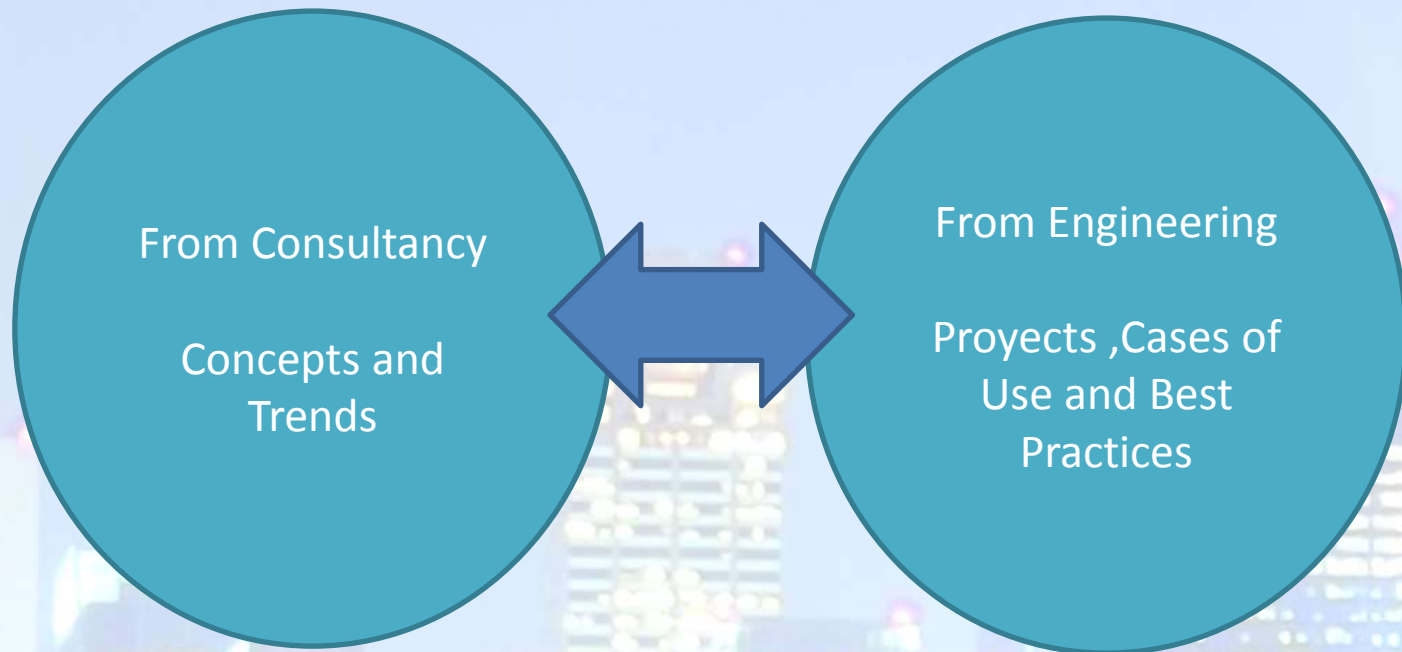 From Consultancy
Concepts and
Trends
From Engineering
Proyects ,Cases of
Use and Best
Practices